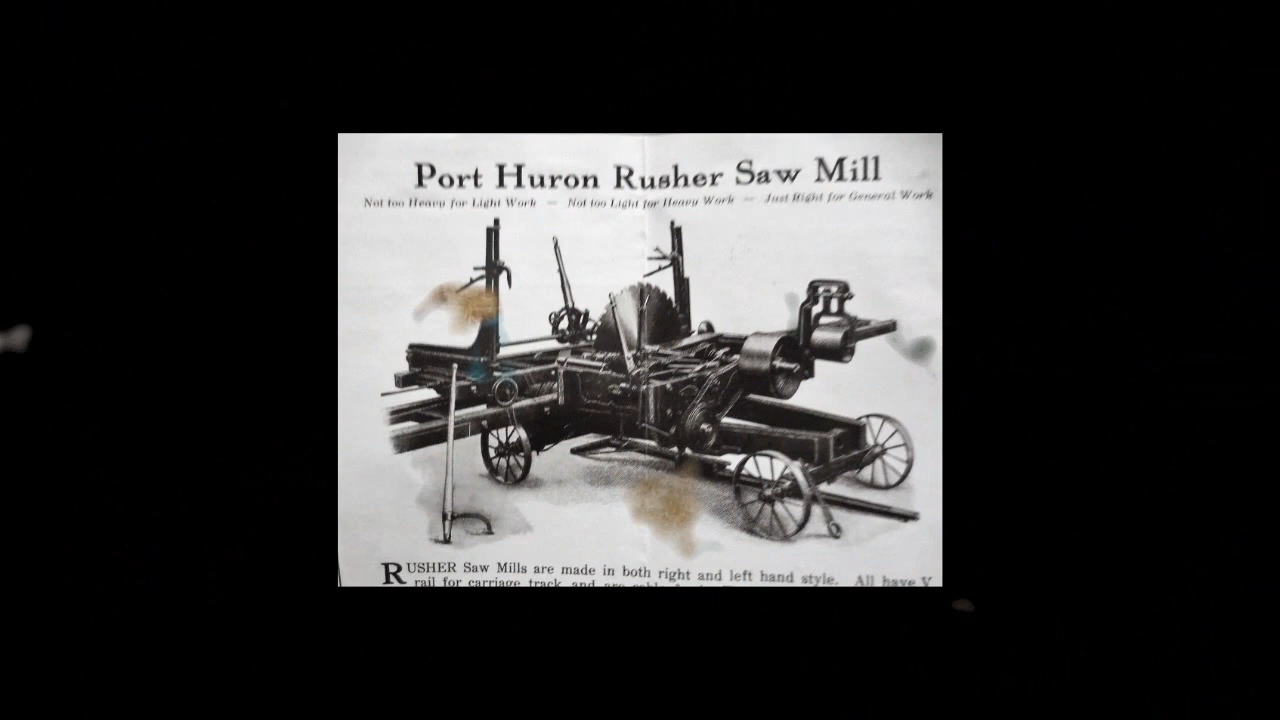 Port Huron Rusher Saw Mill
Not too Heavy for Light Work — Not too Light for Heavy Work — Just Right for General Work
RUSHER Saw Mills are made in both right and left hand style. All have V
rail for carriage track, and are